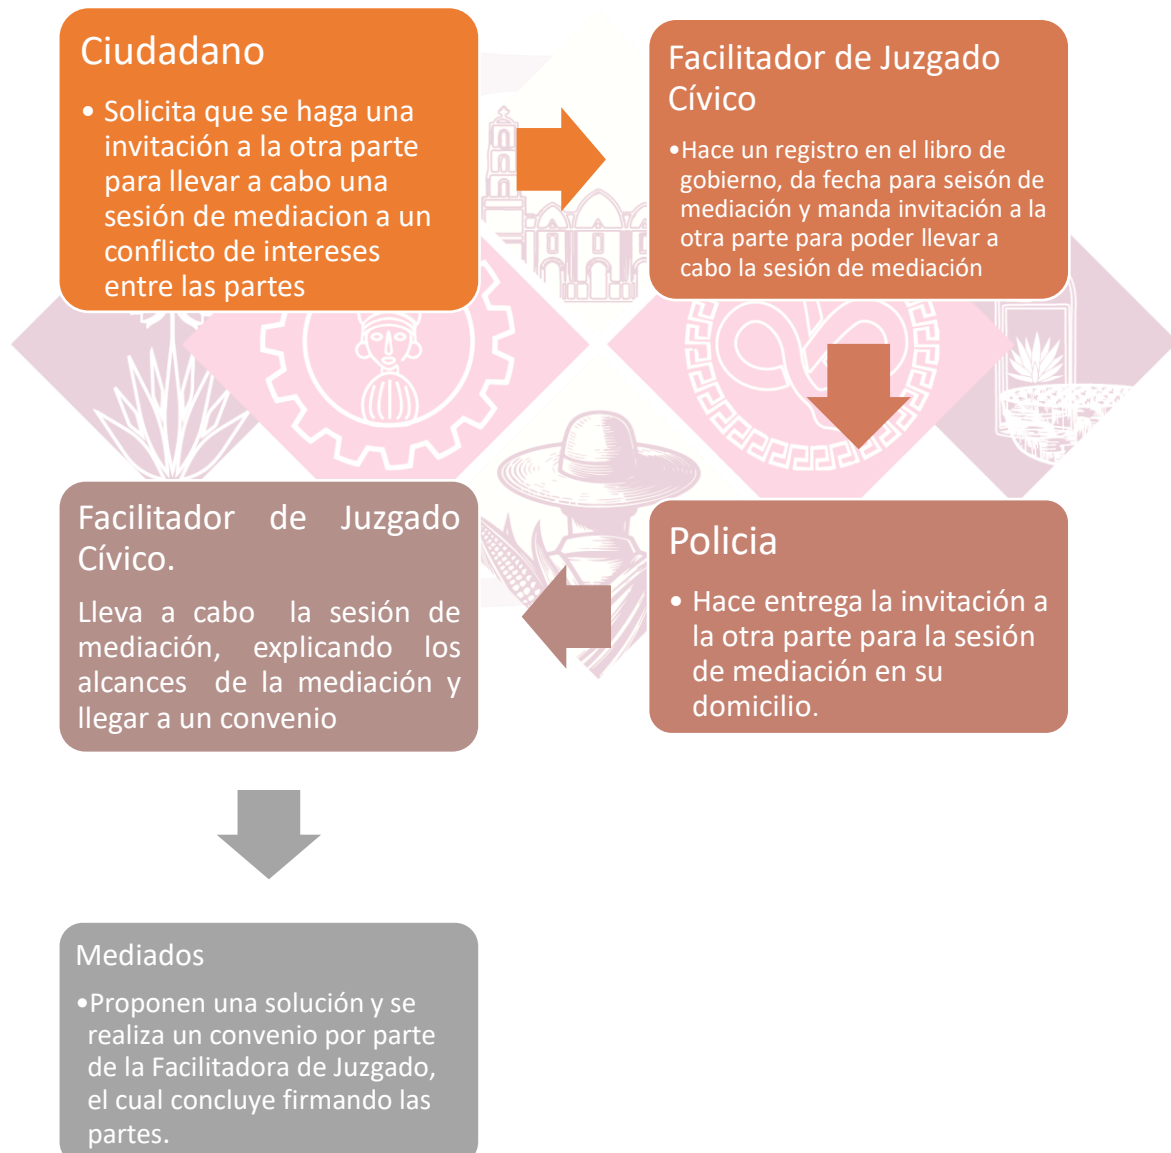 Ciudadano
• Solicita que se haga una
invitación a la otra parte
para llevar a cabo una
sesión de mediacion a un
conflicto de intereses
entre las partes
Facilitador de Juzgado
Cívico
•Hace un registro en el libro de
gobierno, da fecha para seisón de
mediación y manda invitación a la
otra parte para poder llevar a
cabo la sesión de mediación
Policia
• Hace entrega la invitación a
la otra parte para la sesión
de mediación en su
domicilio.
Facilitador de Juzgado
Cívico.
Lleva a cabo la sesión de
mediación, explicando los
alcances de la mediación y
llegar a un convenio
Mediados
•Proponen una solución y se
realiza un convenio por parte
de la Facilitadora de Juzgado,
el cual concluye firmando las
partes.